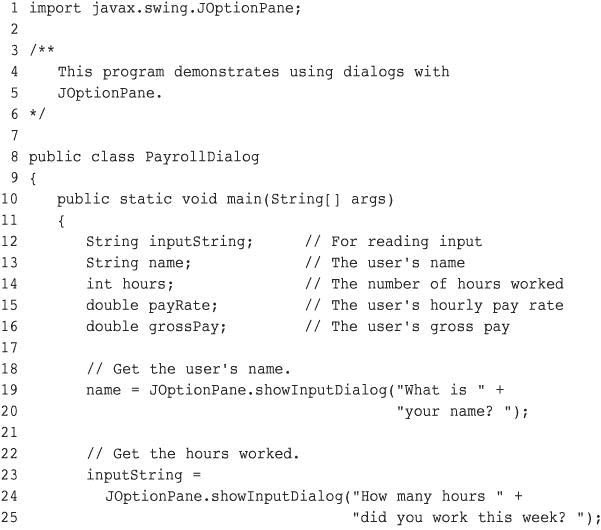 1 import javax.swing.JOptionPane;
2
3 /**
4    This program demonstrates using dialogs with
5    JOptionPane.
6 */
7
8 public class PayrollDialog
9 {
10    public static void main(String[] args)
11    {
12       String inputString;      // For reading input
13       String name;             // The user's name
14       int hours;               // The number of hours worked
15       double payRate;          // The user's hourly pay rate
16       double grossPay;         // The user's gross pay
17
18       // Get the user's name.
19       name = JOptionPane.showInputDialog("What is " +
20                                          "your name? ");
21
22       // Get the hours worked.
23       inputString =
24         JOptionPane.showInputDialog("How many hours " +
25                                     "did you work this week? ");